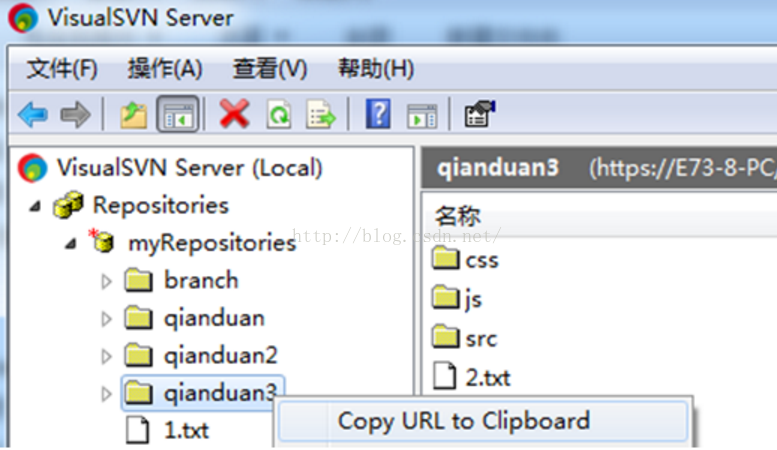 VisualSVN Server
文件(F) 操作(A) 查看(V) 帮助(H)
VisualSVN Server (Local)
Repositories
myRepositories
branch
qianduan
qianduan2
qianduan3
1.txt
qianduan3 (https://E73-8-PC/
名称
css
js
src
2.txt
Copy URL to Clipboard
http://blog.csdn.net/